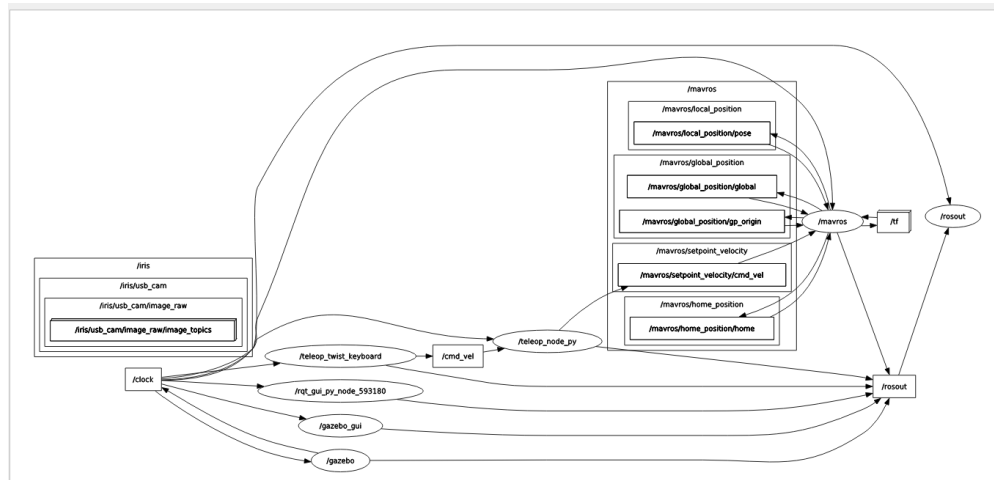 /mavros
/mavros/local_position
/mavros/local_position/pose
/mavros/global_position
/mavros/global_position/global
/mavros/global_position/gp_origin
/mavros
/tf
/rosout
/mavros/setpoint_velocity
/mavros/setpoint_velocity/cmd_vel
/iris
/iris/usb_cam
/iris/usb_cam/image_raw
/iris/usb_cam/image_raw/image_topics
/mavros/home_position
/mavros/home_position/home
/teleop_node_py
/teleop_twist_keyboard
/cmd_vel
/clock
/rqt_gui_py_node_593180
/rosout
/gazebo_gui
/gazebo